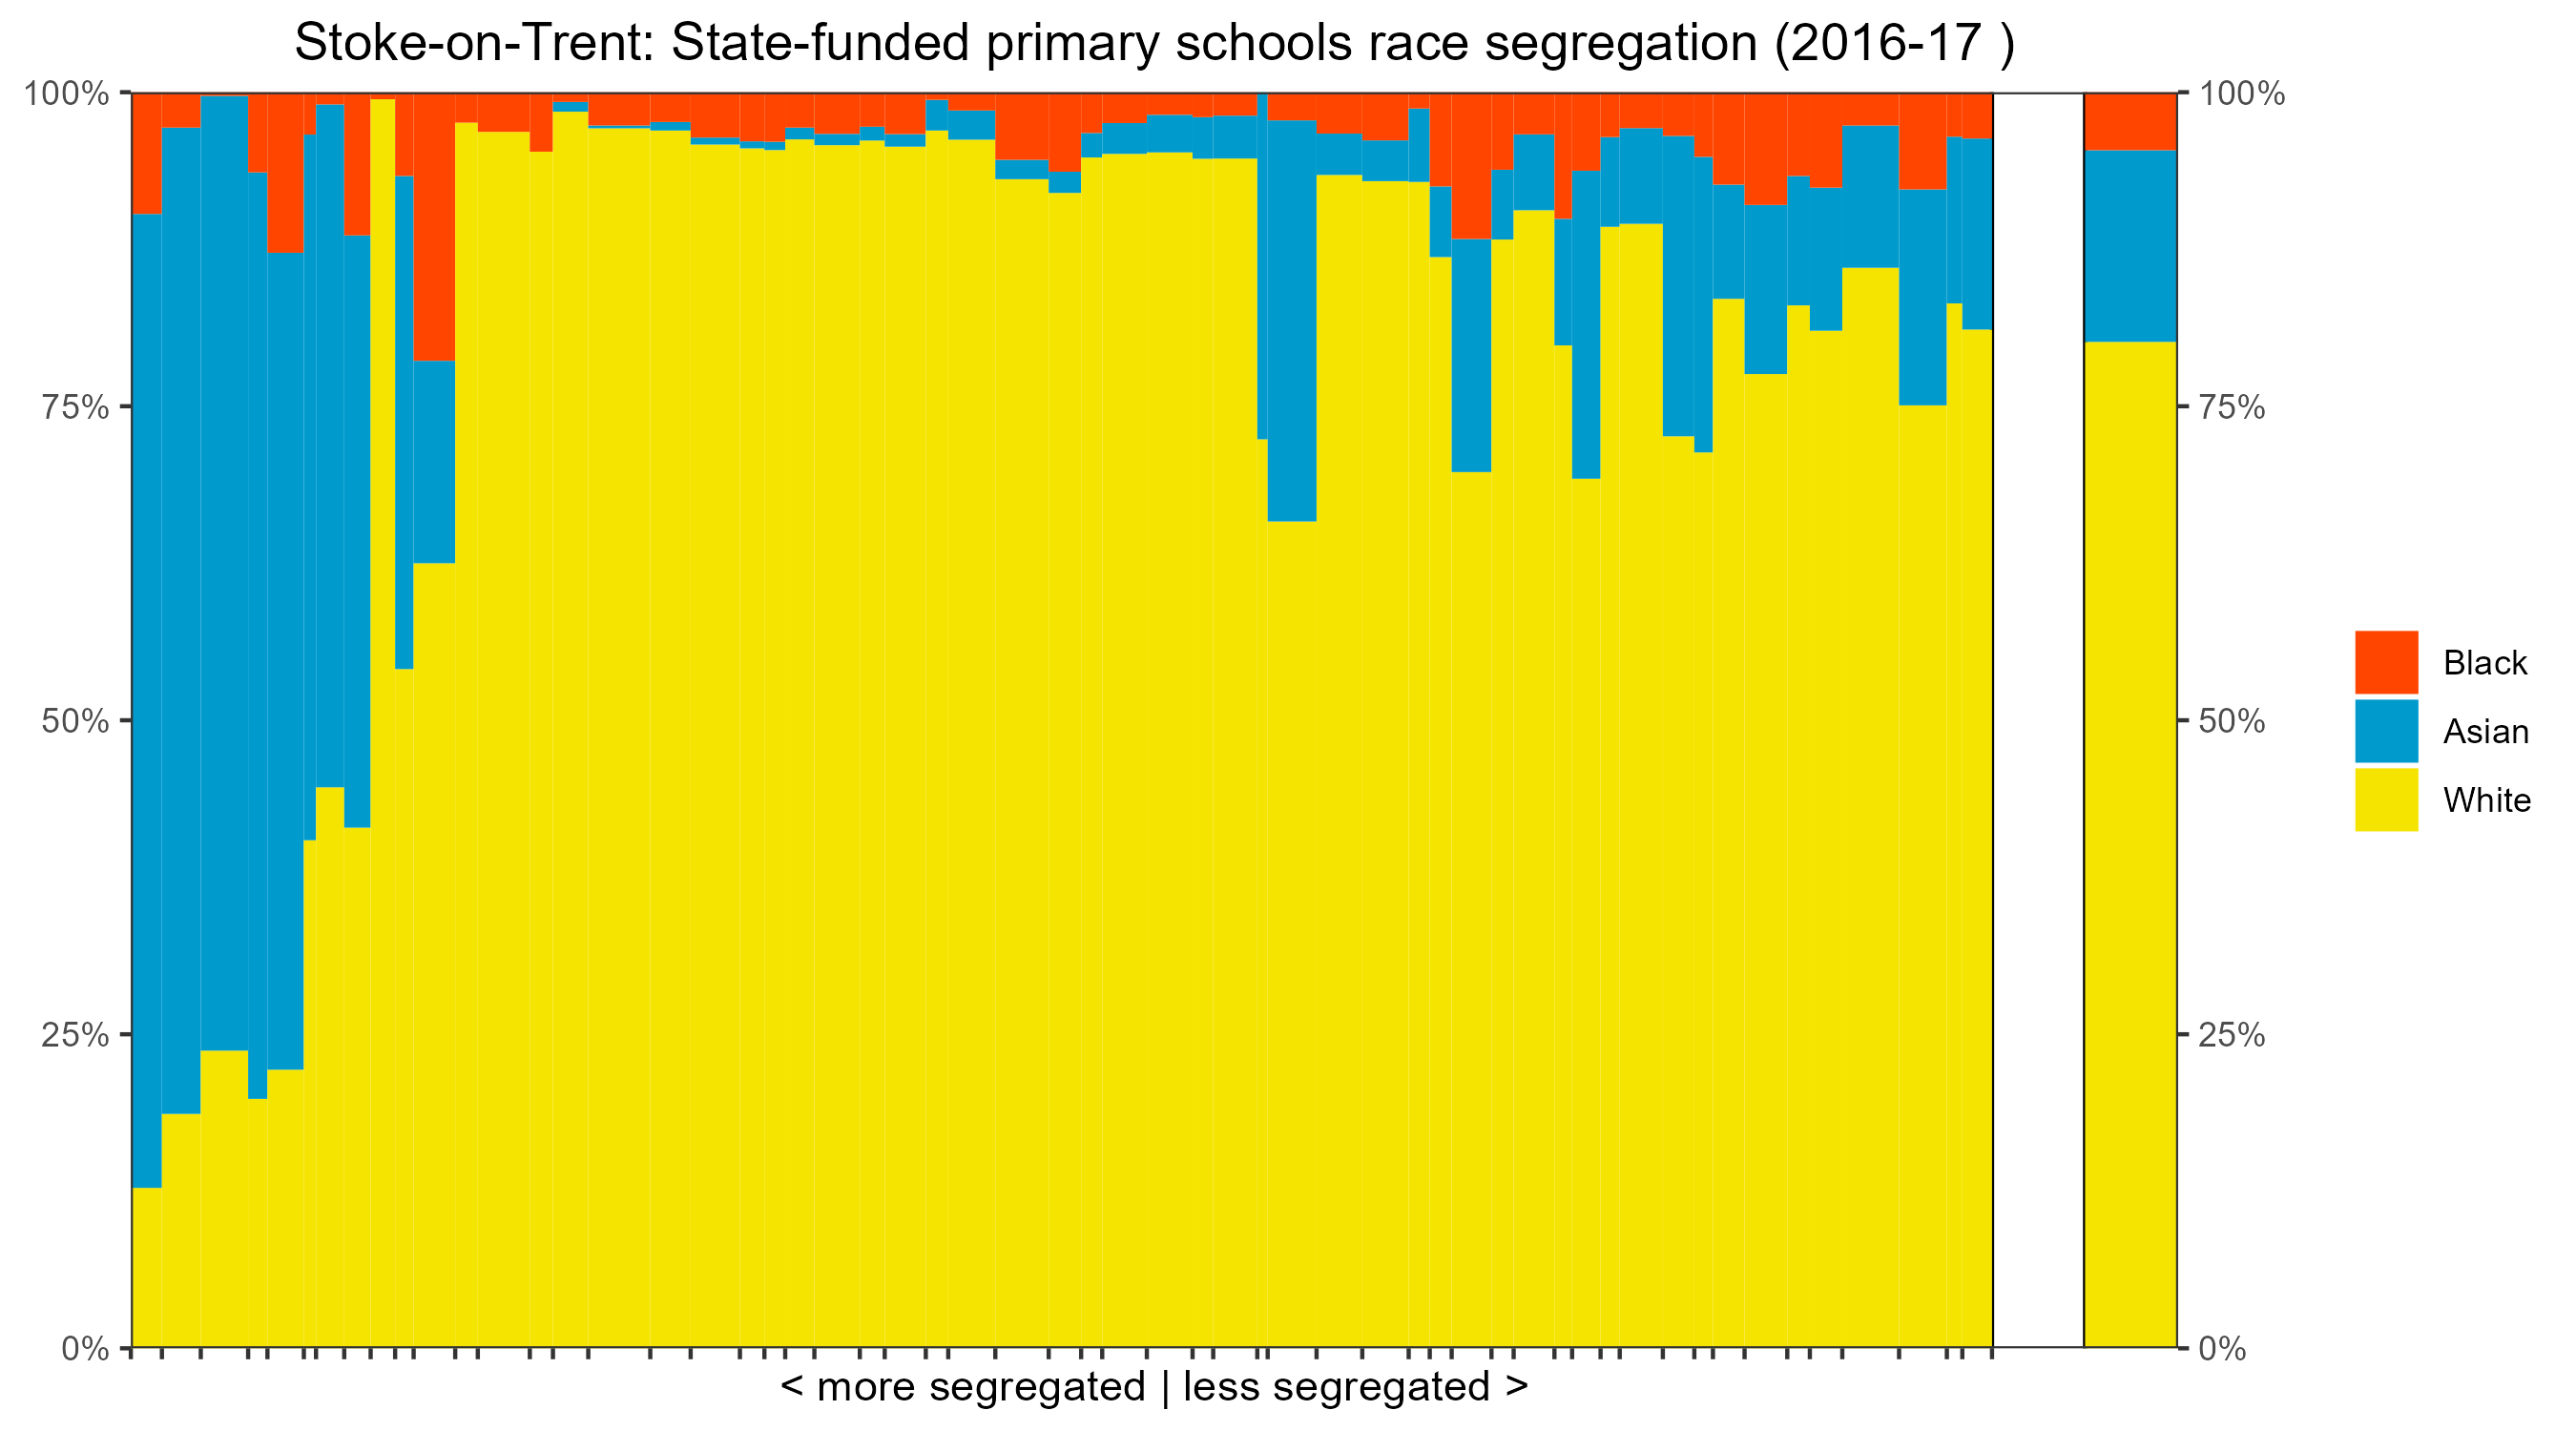 Stoke-on-Trent: State-funded primary schools race segregation (2016-17 )
100%
75%
50%
25%
0%
100%
75%
50%
25%
0%
Black
Asian
White
< more segregated | less segregated >